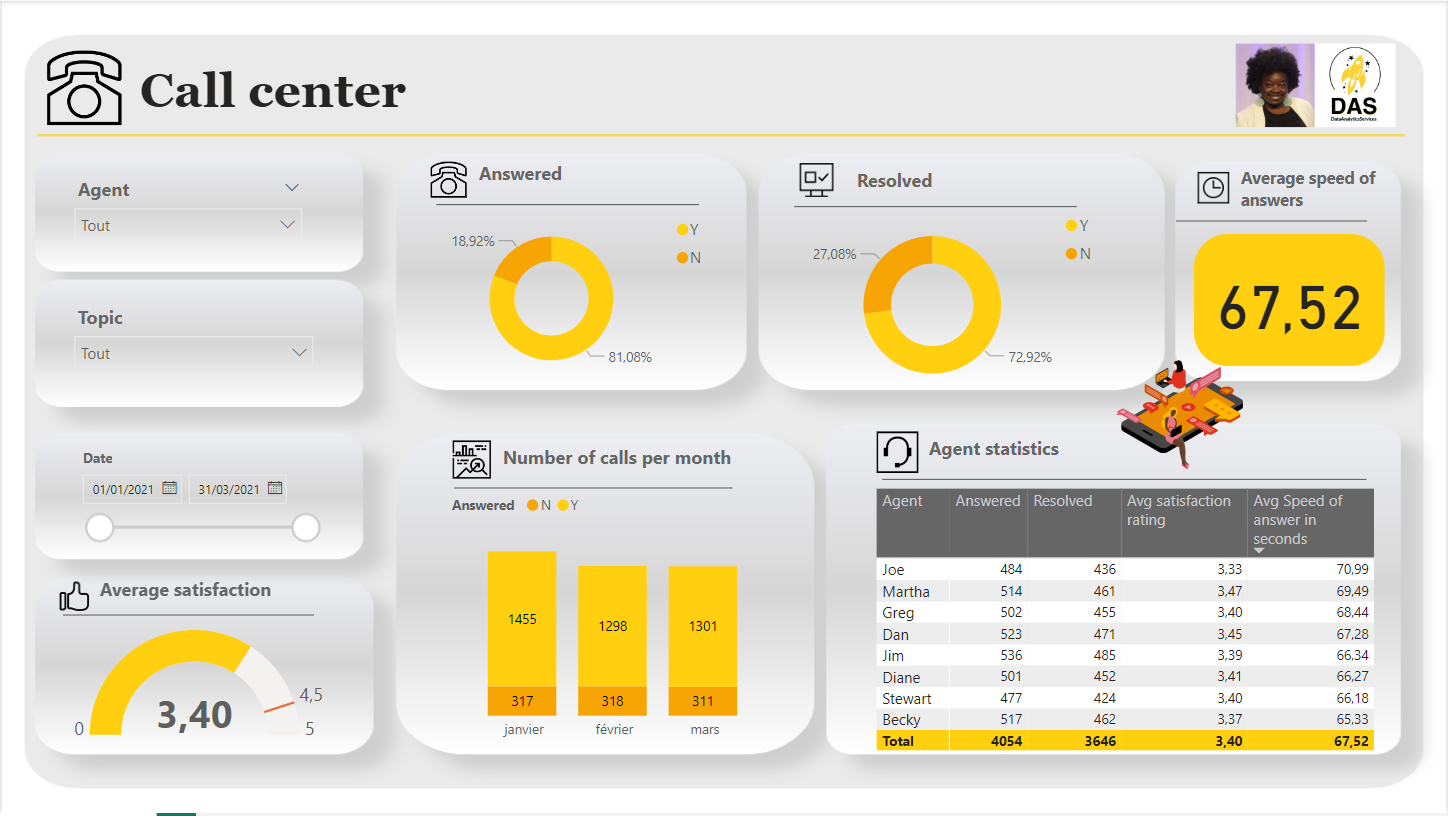 Call center
DAS
DataAnalyticsServices
Agent
Tout
Topic
Tout
Date
01/01/2021 31/03/2021
Average satisfaction
0
3,40
4,5
5
Answered
Y
N
18,92%
81,08%
Resolved
Y
N
27,08%
72,92%
Average speed of
answers
67,52
Number of calls per month
Answered N Y
1455 1298 1301
317 318 311
janvier février mars
Agent statistics
Agent Answered Resolved Avg satisfaction Avg Speed of
rating answer in
seconds
Joe 484 436 3,33 70,99
Martha 514 461 3,47 69,49
Greg 502 455 3,40 68,44
Dan 523 471 3,45 67,28
Jim 536 485 3,39 66,34
Diane 501 452 3,41 66,27
Stewart 477 424 3,40 66,18
Becky 517 462 3,37 65,33
Total 4054 3646 3,40 67,52